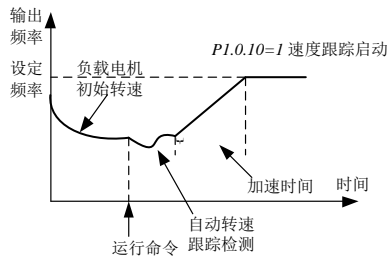 输出
频率
P1.0.10=1 速度跟踪启动
设定
频率
负载电机
初始转速
加速时间
时间
自动转速
跟踪检测
运行命令